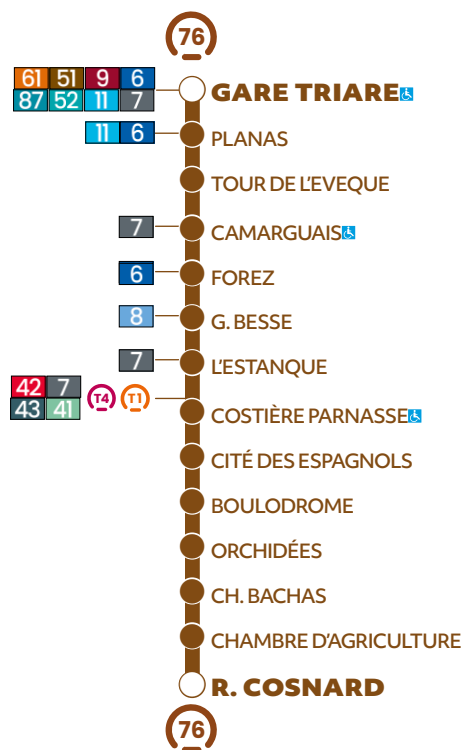 76
61 51 9 6
GARE TRIARE
87 52 11 7
11 6
PLANAS
TOUR DE L'EVEQUE
7
CAMARGUAIS
6
FOREZ
8
G. BESSE
7
L'ESTANQUE
42 7
T4 T1
43 41
COSTIÈRE PARNASSE
CITÉ DES ESPAGNOLS
BOULODROME
ORCHIDÉES
CH. BACHAS
CHAMBRE D'AGRICULTURE
R. COSNARD
76